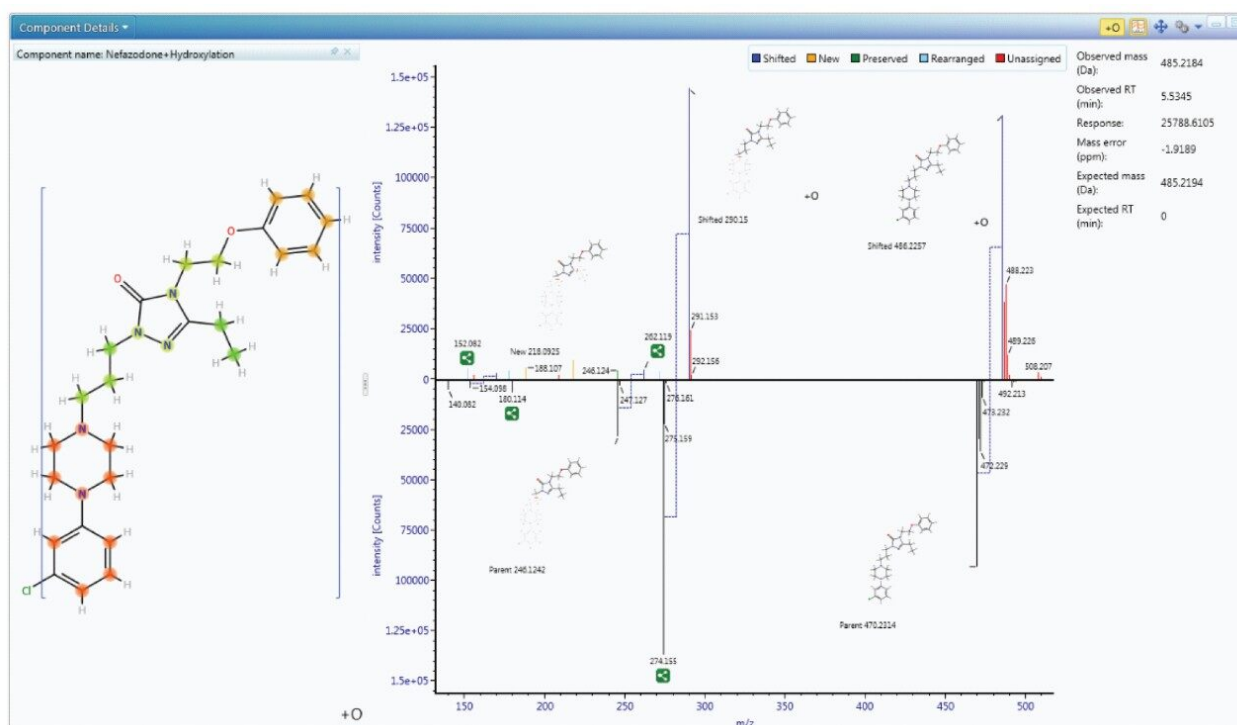 Component Details
+O
Component name: Nefazodone+Hydroxylation
Shifted New Preserved Rearranged Unassigned
Observed mass (Da): 485.2184
Observed RT (min): 5.5345
Response: 25788.6105
Mass error (ppm): -1.9189
Expected mass (Da): 485.2194
Expected RT (min): 0
1.5e+05
1.25e+05
100000
75000
50000
25000
0
25000
50000
75000
100000
1.25e+05
1.5e+05
intensity [Counts]
intensity [Counts]
+O
Shifted 290.15
+O
Shifted 486.2257
488.223
291.153
262.119
489.226
152.082
New 218.0925
188.107
246.124
292.156
508.207
154.098
247.127
276.161
492.213
140.082
180.114
275.159
473.232
472.229
Parent 246.1242
Parent 470.2314
274.155
150 200 250 300 350 400 450 500
m/z
H H H H H
O
H H H H
O N
H N N H H
H H
H H H
H N H
H H
H N H
H H
Cl H H
+O